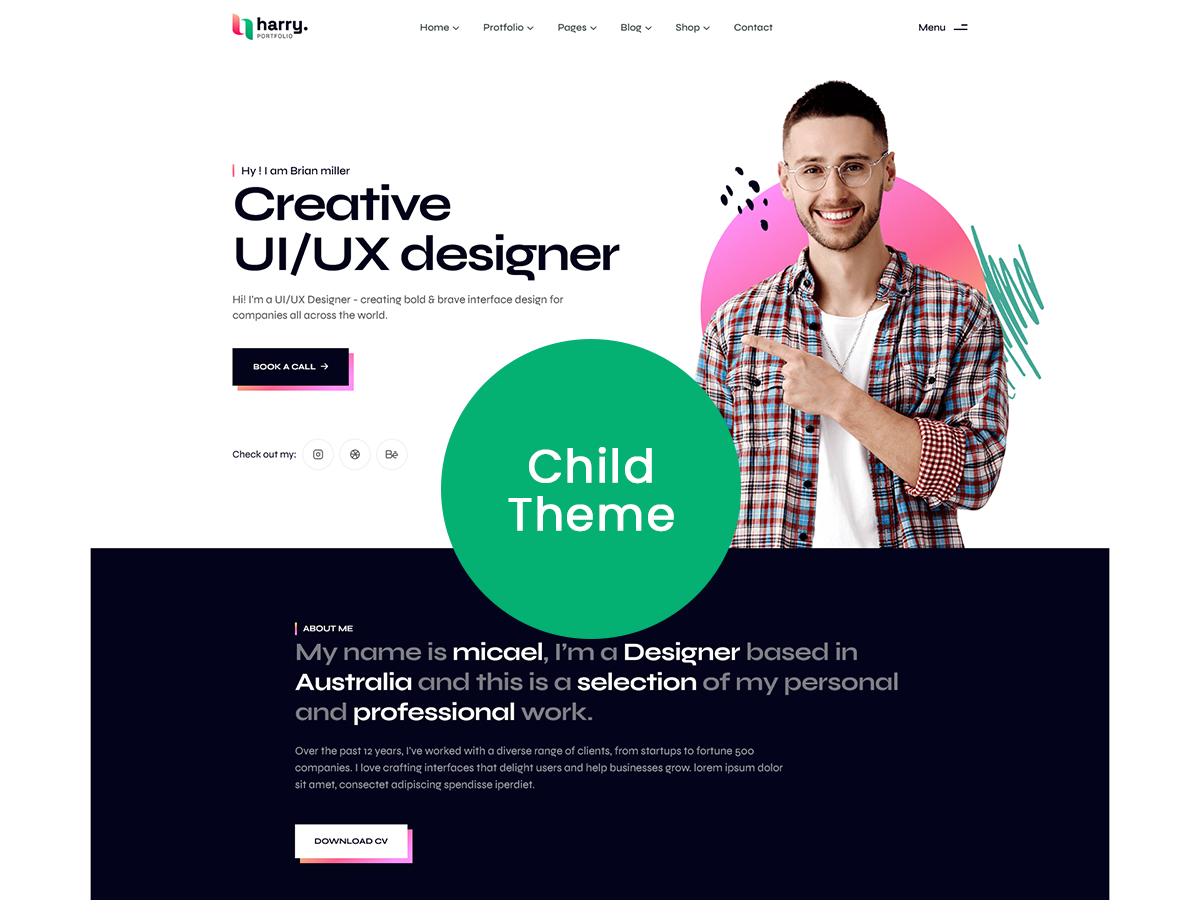 harry.
PORTFOLIO
Home
Protfolio
Pages
Blog
Shop
Contact
Menu
Hy ! I am Brian miller
Creative
UI/UX designer
Hi! I'm a UI/UX Designer - creating bold & brave interface design for
companies all across the world.
BOOK A CALL
Check out my:
Bē
Child
Theme
ABOUT ME
My name is micael, I'm a Designer based in
Australia and this is a selection of my personal
and professional work.
Over the past 12 years, I've worked with a diverse range of clients, from startups to fortune 500
companies. I love crafting interfaces that delight users and help businesses grow. lorem ipsum dolor
sit amet, consectet adipiscing spendisse iperdiet.
DOWNLOAD CV